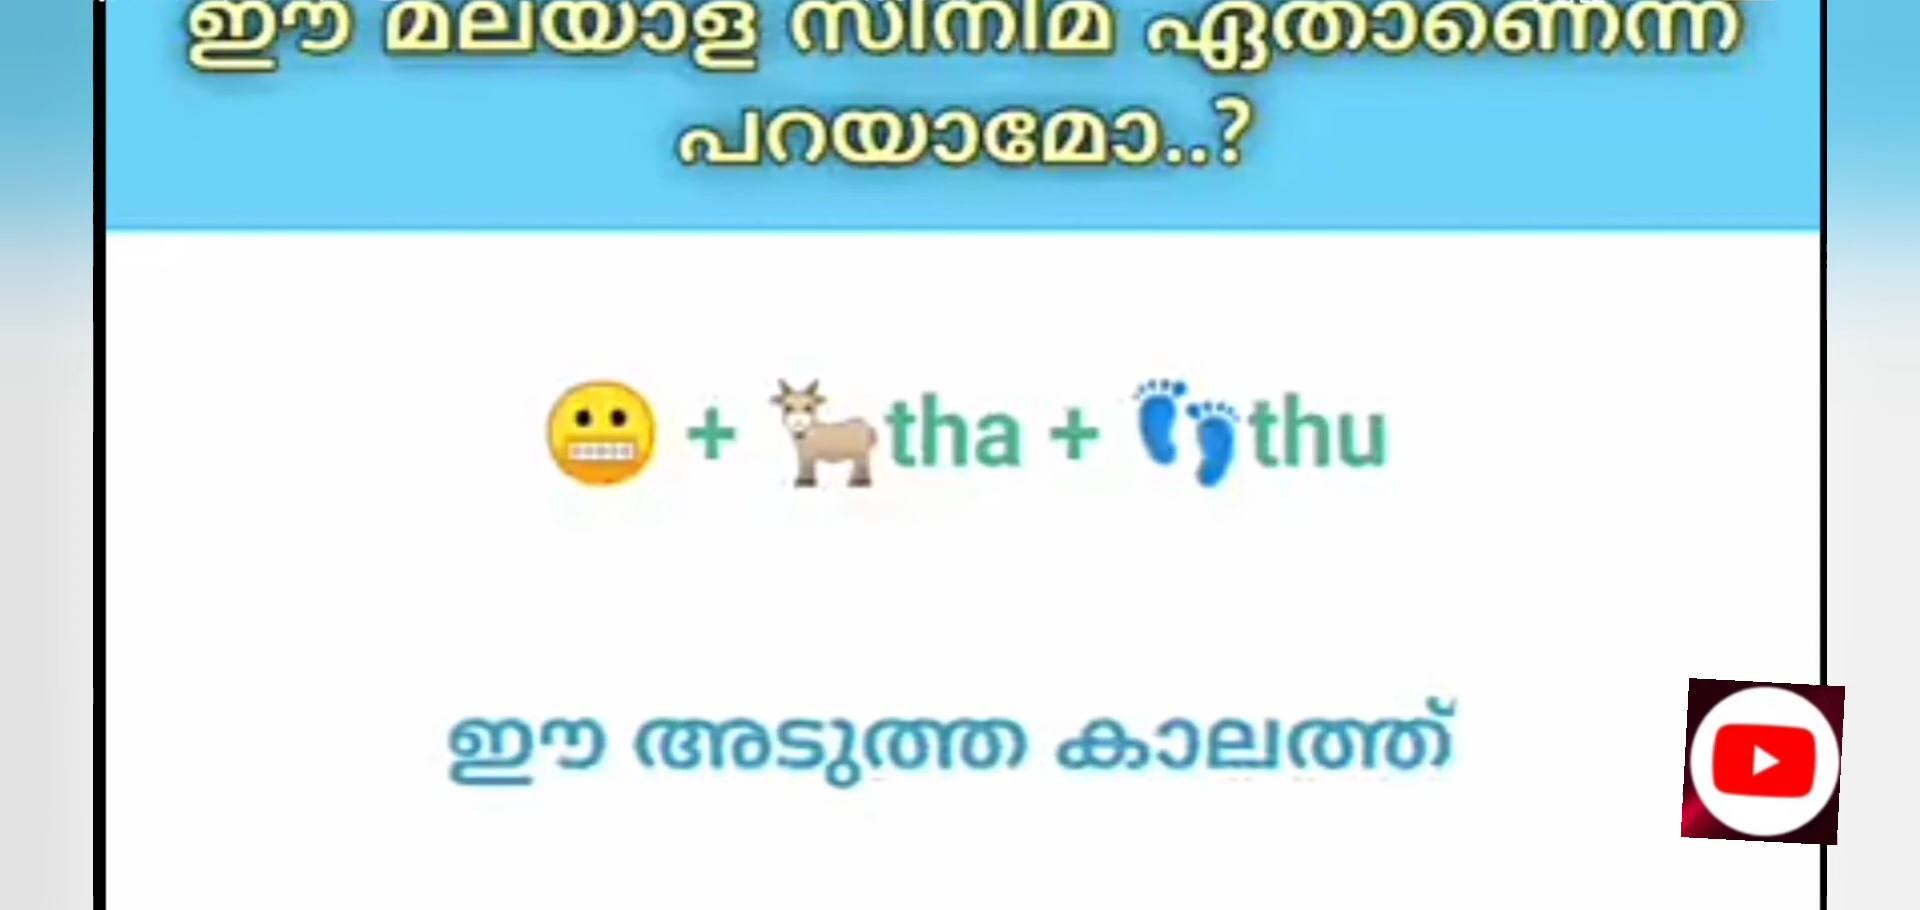 ഈ മലയാള സിനിമ ഏതാണെന്ന്
പറയാമോ..?
😬 + 🐐tha + 👣thu
ഈ അടുത്ത കാലത്ത്